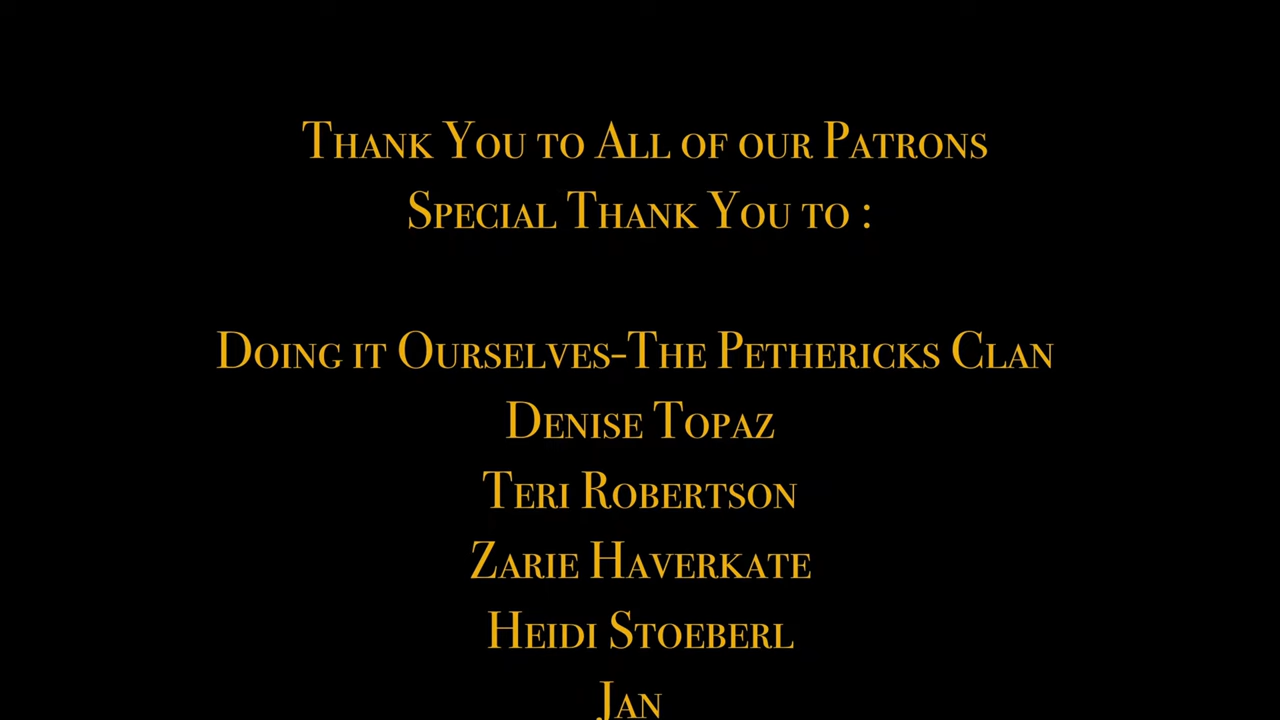 Thank You to All of our Patrons
Special Thank You to :
Doing it Ourselves-The Pethericks Clan
Denise Topaz
Teri Robertson
Zarie Haverkate
Heidi Stoeberl
Jan